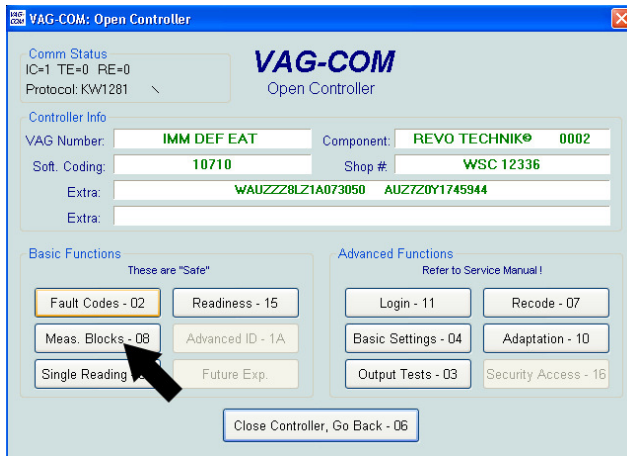 VAG-COM: Open Controller
Comm Status
IC=1 TE=0 RE=0
Protocol: KW1281 \
VAG-COM
Open Controller
Controller Info
VAG Number: IMM DEF EAT Component: REVO TECHNIK© 0002
Soft. Coding: 10710 Shop #: WSC 12336
Extra: WAUZZZ8LZ1A073050 AUZ7Z0Y1745944
Extra:
Basic Functions
These are "Safe"
Fault Codes - 02 Readiness - 15
Meas. Blocks - 08 Advanced ID - 1A
Single Reading Future Exp.
Advanced Functions
Refer to Service Manual !
Login - 11 Recode - 07
Basic Settings - 04 Adaptation - 10
Output Tests - 03 Security Access - 16
Close Controller, Go Back - 06